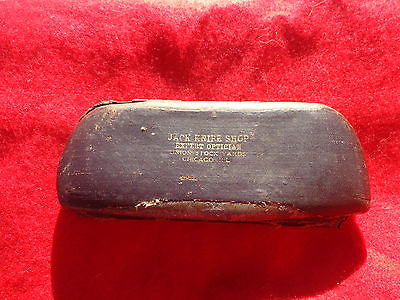 JACK KNIFE SHOP
EXPERT OPTICIAN
UNION STOCK YARDS
CHICAGO ILL